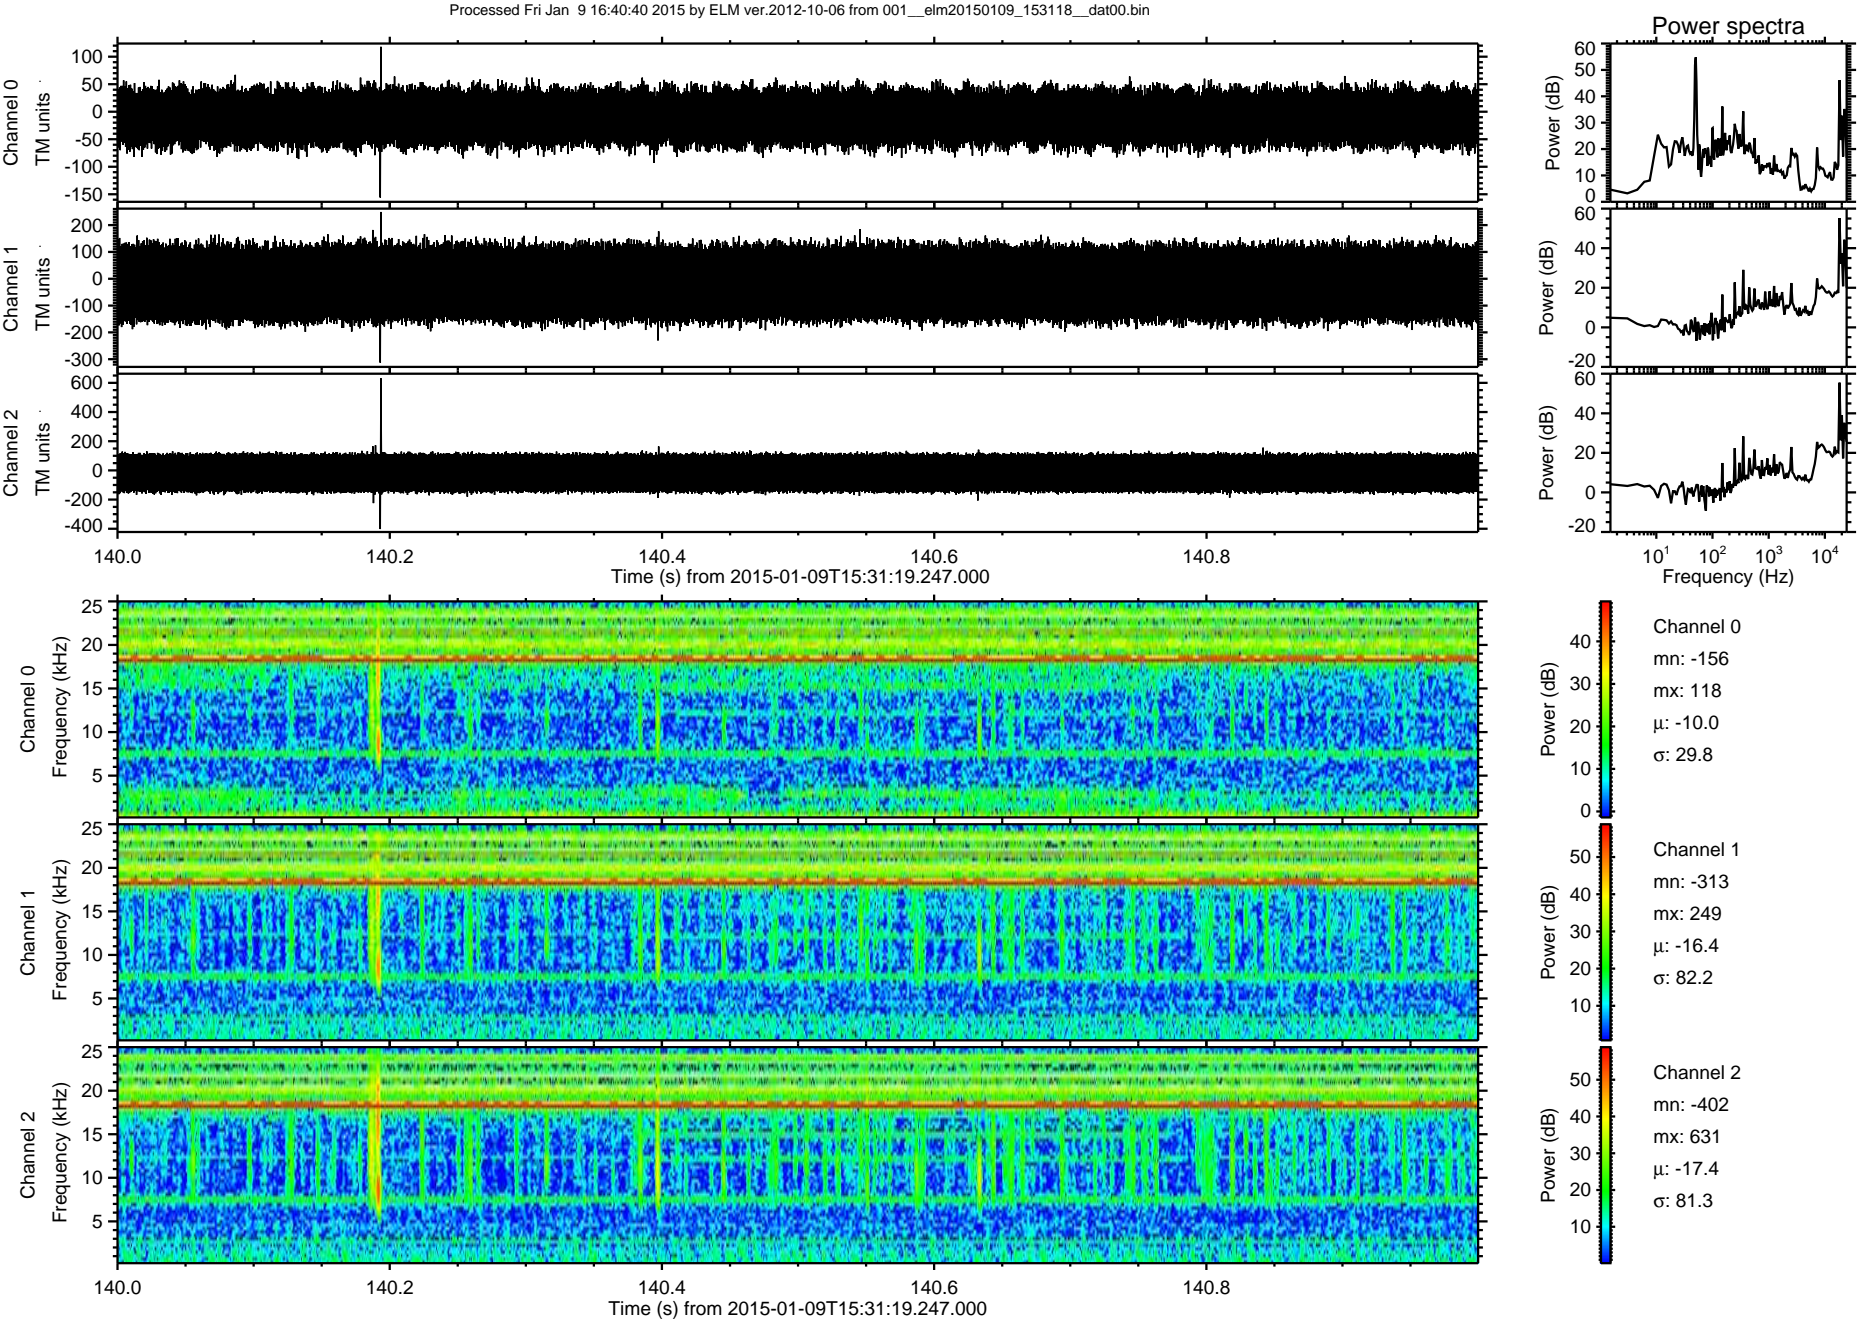 Processed Fri Jan  9 16:40:40 2015 by ELM ver.2012-10-06 from 001__elm20150109_153118__dat00.bin
Power spectra
Channel 0
TM units
100
50
0
-50
-100
-150
Power (dB)
60
50
40
30
20
10
0
Channel 1
TM units
200
100
0
-100
-200
-300
Power (dB)
60
40
20
0
-20
Channel 2
TM units
600
400
200
0
-200
-400
Power (dB)
60
40
20
0
-20
140.0 140.2 140.4 140.6 140.8
Time (s) from 2015-01-09T15:31:19.247.000
10^1 10^2 10^3 10^4
Frequency (Hz)
Channel 0
Frequency (kHz)
25
20
15
10
5
Power (dB)
40
30
20
10
0
Channel 0
mn: -156
mx: 118
μ: -10.0
σ: 29.8
Channel 1
Frequency (kHz)
25
20
15
10
5
Power (dB)
50
40
30
20
10
Channel 1
mn: -313
mx: 249
μ: -16.4
σ: 82.2
Channel 2
Frequency (kHz)
25
20
15
10
5
Power (dB)
50
40
30
20
10
Channel 2
mn: -402
mx: 631
μ: -17.4
σ: 81.3
140.0 140.2 140.4 140.6 140.8
Time (s) from 2015-01-09T15:31:19.247.000